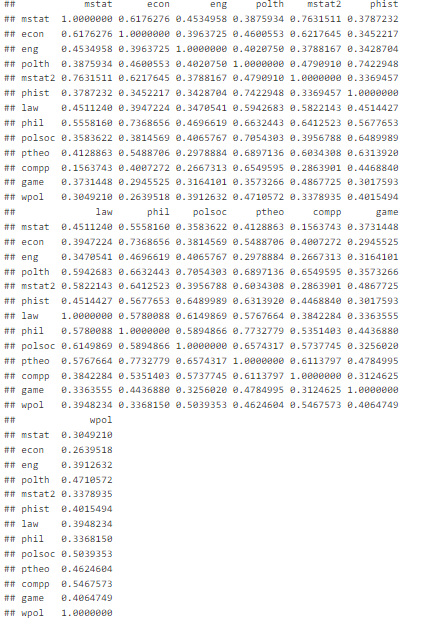 ##            mstat      econ       eng     polth    mstat2     phist
## mstat  1.0000000 0.6176276 0.4534958 0.3875934 0.7631511 0.3787232
## econ   0.6176276 1.0000000 0.3963725 0.4600553 0.6217645 0.3452217
## eng    0.4534958 0.3963725 1.0000000 0.4020750 0.3788167 0.3428704
## polth  0.3875934 0.4600553 0.4020750 1.0000000 0.4790910 0.7422948
## mstat2 0.7631511 0.6217645 0.3788167 0.4790910 1.0000000 0.3369457
## phist  0.3787232 0.3452217 0.3428704 0.7422948 0.3369457 1.0000000
## law    0.4511240 0.3947224 0.3470541 0.5942683 0.5822143 0.4514427
## phil   0.5558160 0.7368656 0.4696619 0.6632443 0.6412523 0.5677653
## polsoc 0.3583622 0.3814569 0.4065767 0.7054303 0.3956788 0.6489989
## ptheo  0.4128863 0.5488706 0.2978884 0.6897136 0.6034308 0.6313920
## compp  0.1563743 0.4007272 0.2667313 0.6549595 0.2863901 0.4468840
## game   0.3731448 0.2945525 0.3164101 0.3573266 0.4867725 0.3017593
## wpol   0.3049210 0.2639518 0.3912632 0.4710572 0.3378935 0.4015494
##              law      phil    polsoc     ptheo     compp      game
## mstat  0.4511240 0.5558160 0.3583622 0.4128863 0.1563743 0.3731448
## econ   0.3947224 0.7368656 0.3814569 0.5488706 0.4007272 0.2945525
## eng    0.3470541 0.4696619 0.4065767 0.2978884 0.2667313 0.3164101
## polth  0.5942683 0.6632443 0.7054303 0.6897136 0.6549595 0.3573266
## mstat2 0.5822143 0.6412523 0.3956788 0.6034308 0.2863901 0.4867725
## phist  0.4514427 0.5677653 0.6489989 0.6313920 0.4468840 0.3017593
## law    1.0000000 0.5780088 0.6149869 0.5767664 0.3842284 0.3363555
## phil   0.5780088 1.0000000 0.5894866 0.7732779 0.5351403 0.4436880
## polsoc 0.6149869 0.5894866 1.0000000 0.6574317 0.5737745 0.3256020
## ptheo  0.5767664 0.7732779 0.6574317 1.0000000 0.6113797 0.4784995
## compp  0.3842284 0.5351403 0.5737745 0.6113797 1.0000000 0.3124625
## game   0.3363555 0.4436880 0.3256020 0.4784995 0.3124625 1.0000000
## wpol   0.3948234 0.3368150 0.5039353 0.4624604 0.5467573 0.4064749
##             wpol
## mstat  0.3049210
## econ   0.2639518
## eng    0.3912632
## polth  0.4710572
## mstat2 0.3378935
## phist  0.4015494
## law    0.3948234
## phil   0.3368150
## polsoc 0.5039353
## ptheo  0.4624604
## compp  0.5467573
## game   0.4064749
## wpol   1.0000000